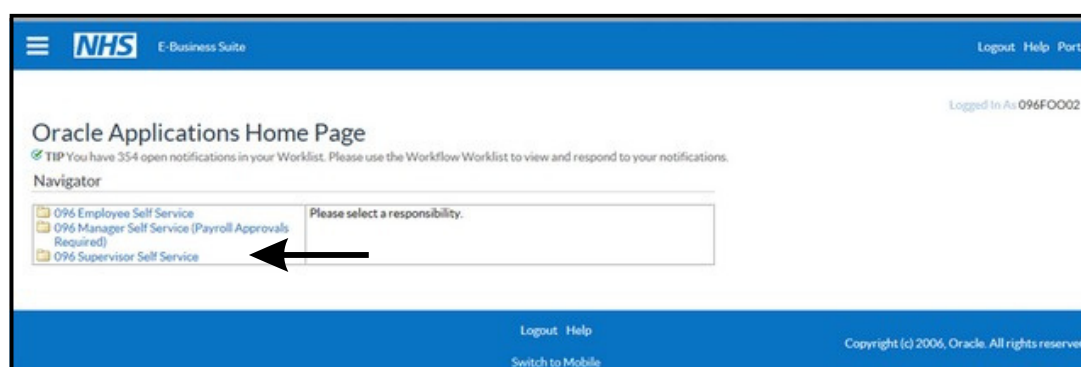 NHS E-Business Suite Logout Help Port
Logged In As 096FOO02
Oracle Applications Home Page
TIP You have 354 open notifications in your Worklist. Please use the Workflow Worklist to view and respond to your notifications.
Navigator
096 Employee Self Service
096 Manager Self Service (Payroll Approvals
Required)
096 Supervisor Self Service
Please select a responsibility.
Logout Help
Switch to Mobile
Copyright (c) 2006, Oracle. All rights reserve